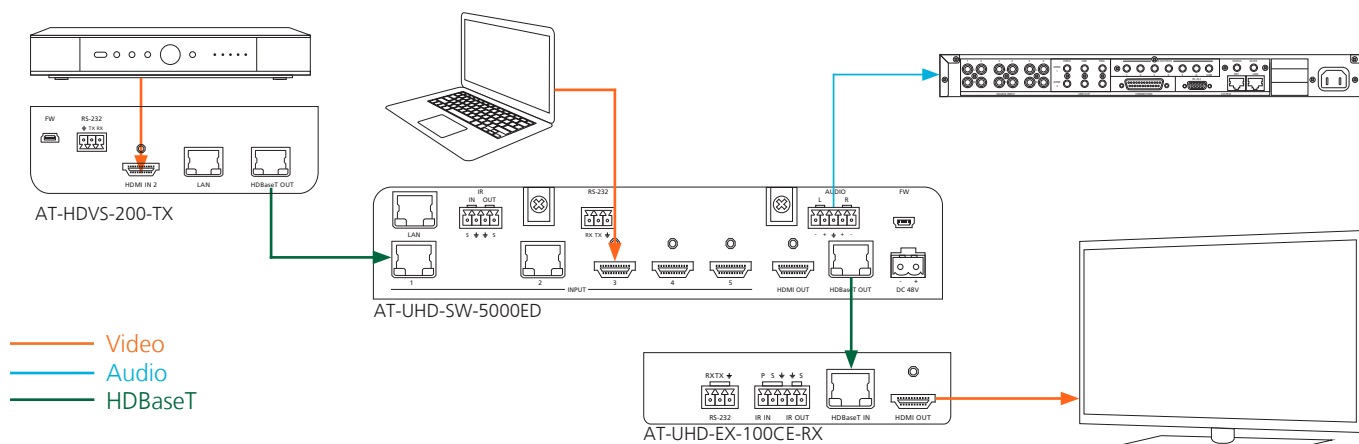 FW
RS-232
TX RX
HDMI IN 2
LAN
HDBaseT OUT
AT-HDVS-200-TX
LAN
IR
IN OUT
S S
RS-232
RX TX
AUDIO
L R
- + + -
FW
1
2
3
4
5
INPUT
HDMI OUT
HDBaseT OUT
- +
DC 48V
AT-UHD-SW-5000ED
Video
Audio
HDBaseT
RX TX
RS-232
P S S
IR IN IR OUT
HDBaseT IN
HDMI OUT
AT-UHD-EX-100CE-RX